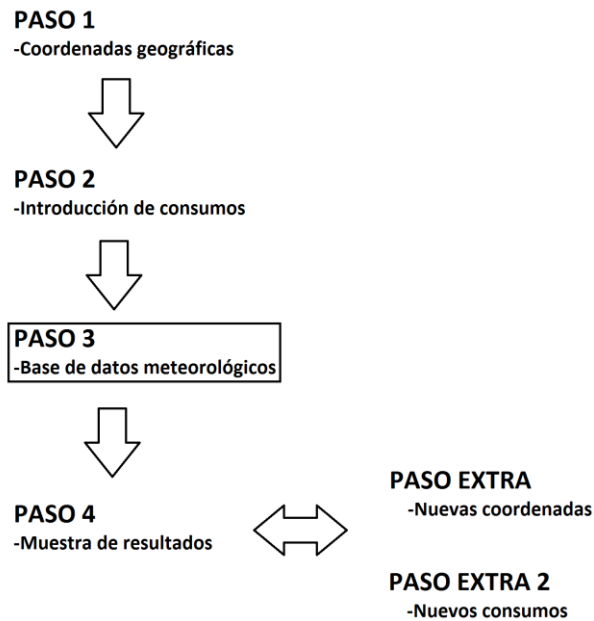 PASO 1
-Coordenadas geográficas
PASO 2
-Introducción de consumos
PASO 3
-Base de datos meteorológicos
PASO 4
-Muestra de resultados
PASO EXTRA
-Nuevas coordenadas
PASO EXTRA 2
-Nuevos consumos